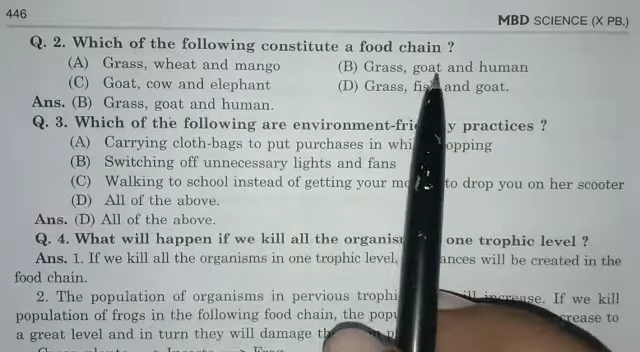 446
MBD SCIENCE (X PB.)
Q. 2. Which of the following constitute a food chain ?
(A) Grass, wheat and mango (B) Grass, goat and human
(C) Goat, cow and elephant (D) Grass, and goat.
Ans. (B) Grass, goat and human.
Q. 3. Which of the following are environment-fri y practices ?
(A) Carrying cloth-bags to put purchases in whi opping
(B) Switching off unnecessary lights and fans
(C) Walking to school instead of getting your to drop you on her scooter
(D) All of the above.
Ans. (D) All of the above.
Q. 4. What will happen if we kill all the organis one trophic level ?
Ans. 1. If we kill all the organisms in one trophic level, ances will be created in the
food chain.
2. The population of organisms in pervious trophi will increase. If we kill
population of frogs in the following food chain, the crease to
a great level and in turn they will damage
Insects Frog